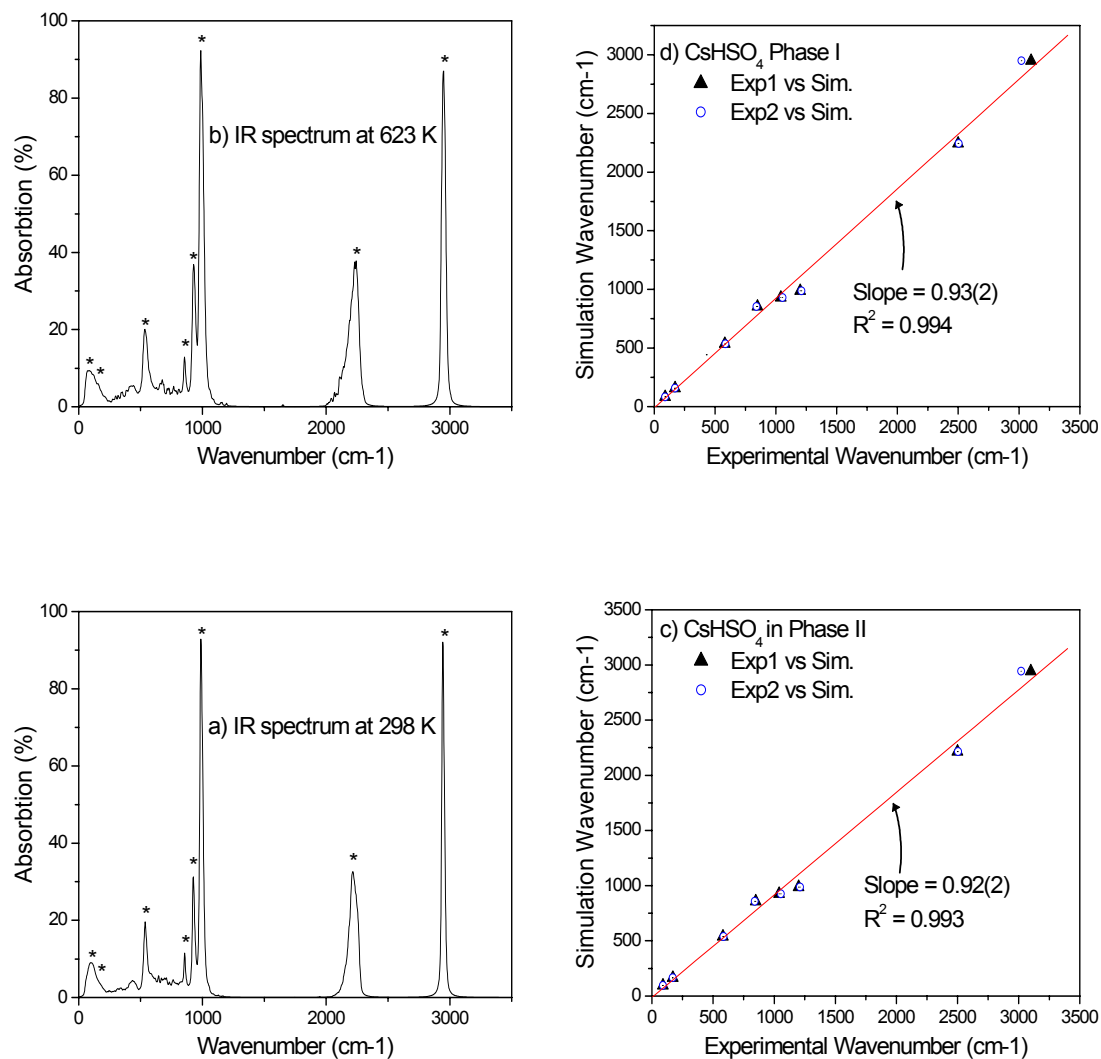 100
80
60
40
20
0
Absorbtion (%)
b) IR spectrum at 623 K
*
*
*
*
*
*
*
*
0
1000
2000
3000
Wavenumber (cm-1)
3000
2500
2000
1500
1000
500
0
Simulation Wavenumber (cm-1)
d) CsHSO4 Phase I
Exp1 vs Sim.
Exp2 vs Sim.
Slope = 0.93(2)
R2 = 0.994
0 500 1000 1500 2000 2500 3000 3500
Experimental Wavenumber (cm-1)
100
80
60
40
20
0
Absorbtion (%)
a) IR spectrum at 298 K
*
*
*
*
*
*
*
*
0
1000
2000
3000
Wavenumber (cm-1)
3500
3000
2500
2000
1500
1000
500
0
Simulation Wavenumber (cm-1)
c) CsHSO4 in Phase II
Exp1 vs Sim.
Exp2 vs Sim.
Slope = 0.92(2)
R2 = 0.993
0 500 1000 1500 2000 2500 3000 3500
Experimental Wavenumber (cm-1)